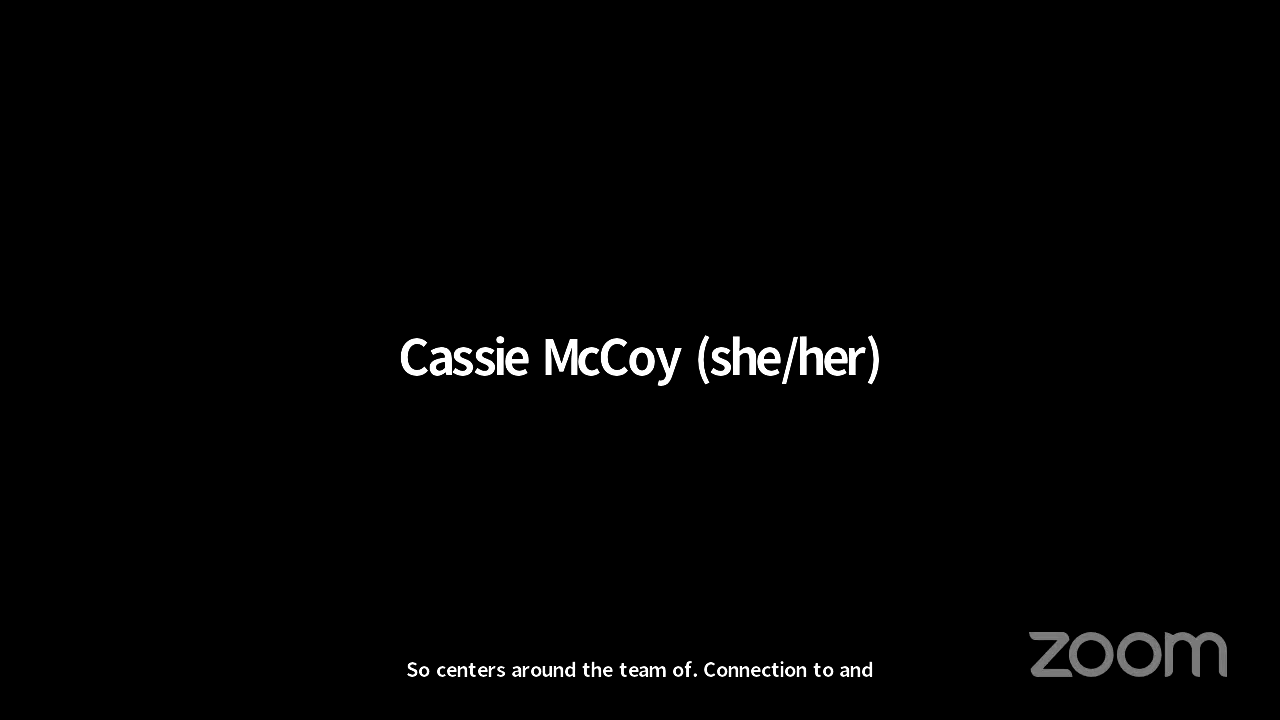 Cassie McCoy (she/her)
So centers around the team of. Connection to and
zoom